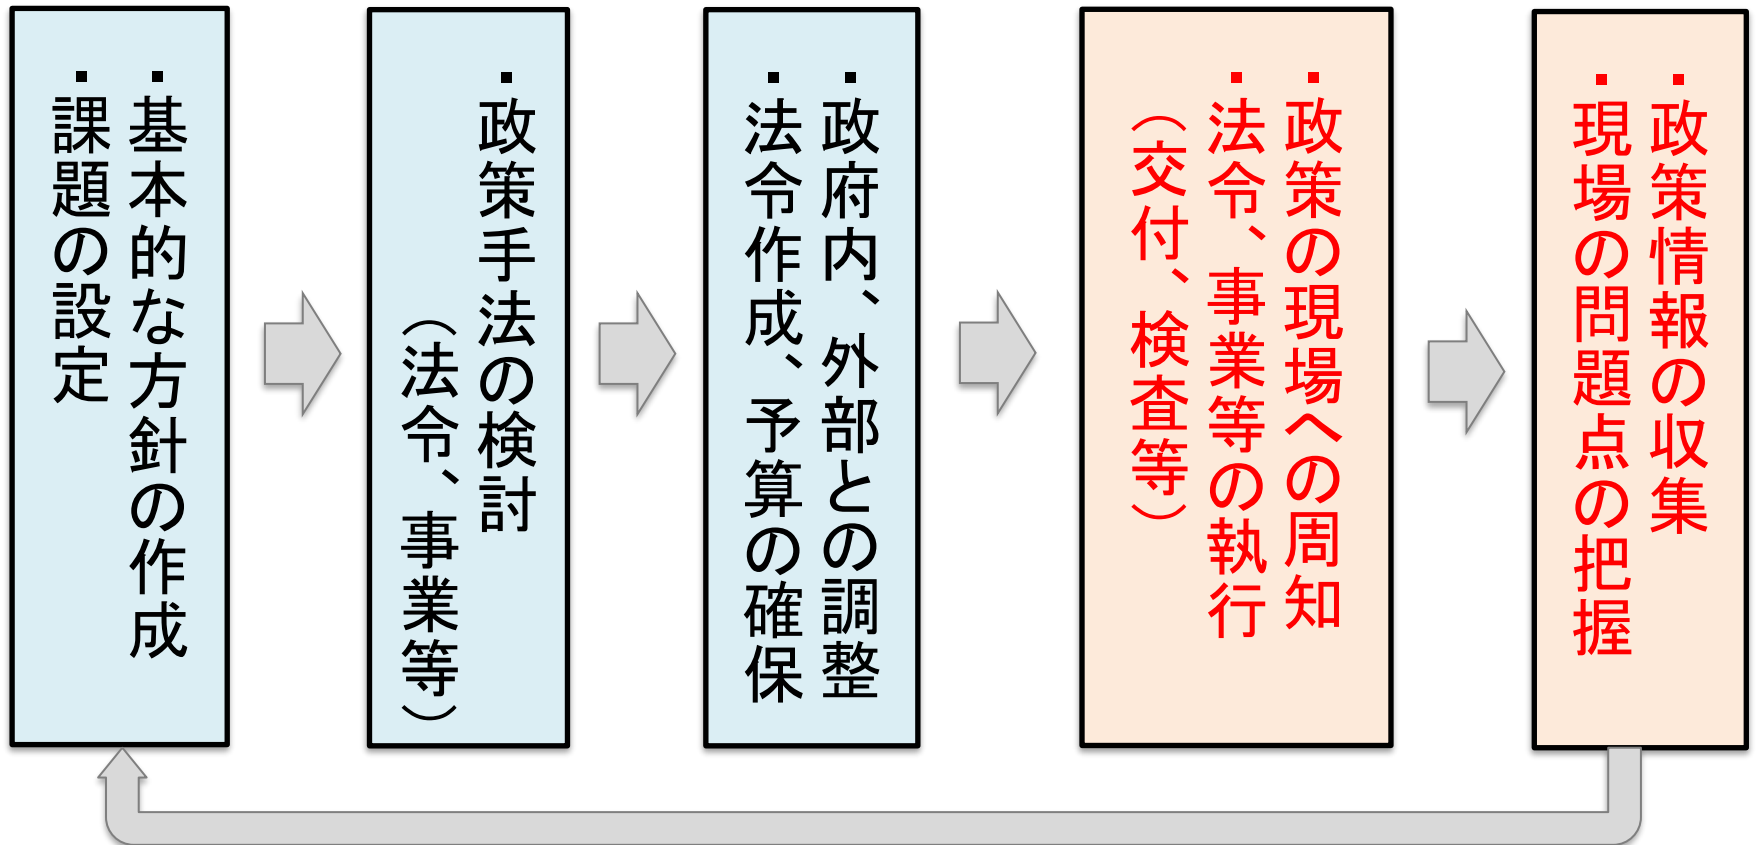 ・基本的な方針の作成
・課題の設定
・政策手法の検討
（法令、事業等）
・政府内、外部との調整
・法令作成、予算の確保
・政策の現場への周知
・法令、事業等の執行
（交付、検査等）
・政策情報の収集
・現場の問題点の把握